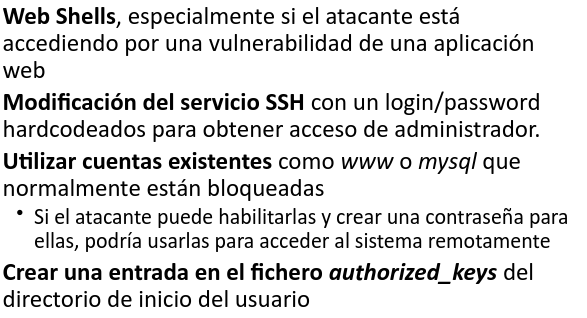 Web Shells, especialmente si el atacante está
accediendo por una vulnerabilidad de una aplicación
web
Modificación del servicio SSH con un login/password
hardcodeados para obtener acceso de administrador.
Utilizar cuentas existentes como www o mysql que
normalmente están bloqueadas
• Si el atacante puede habilitarlas y crear una contraseña para
ellas, podría usarlas para acceder al sistema remotamente
Crear una entrada en el fichero authorized_keys del
directorio de inicio del usuario